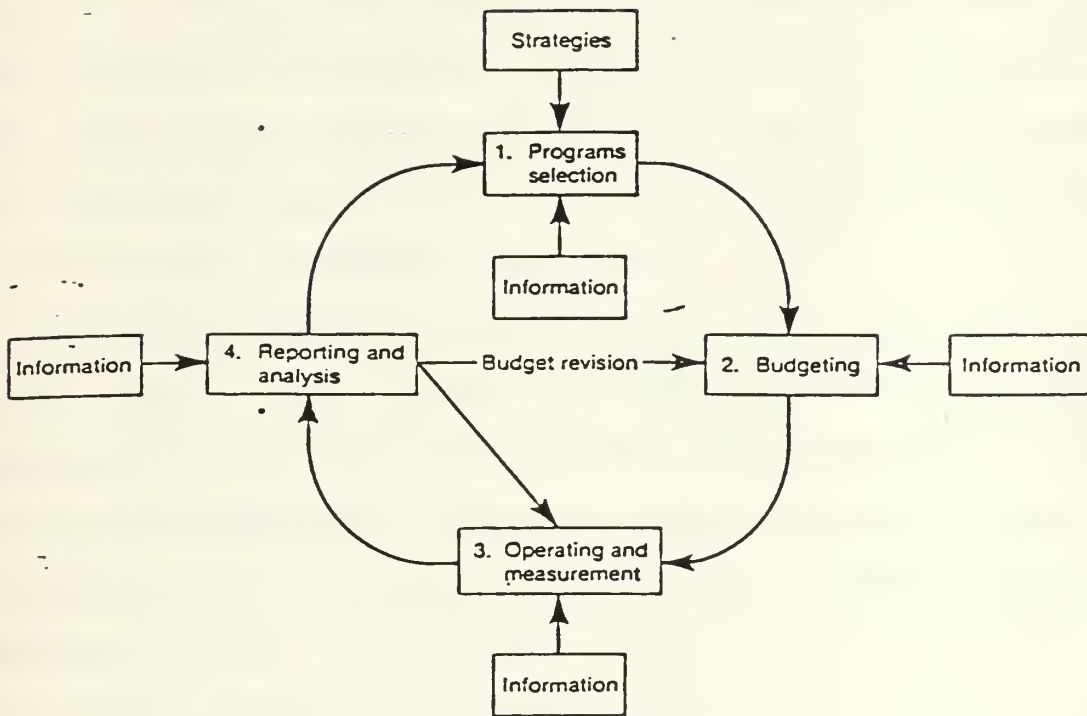 Strategies
1. Programs
selection
Information
Information
4. Reporting and
analysis
Budget revision
2. Budgeting
Information
3. Operating and
measurement
Information